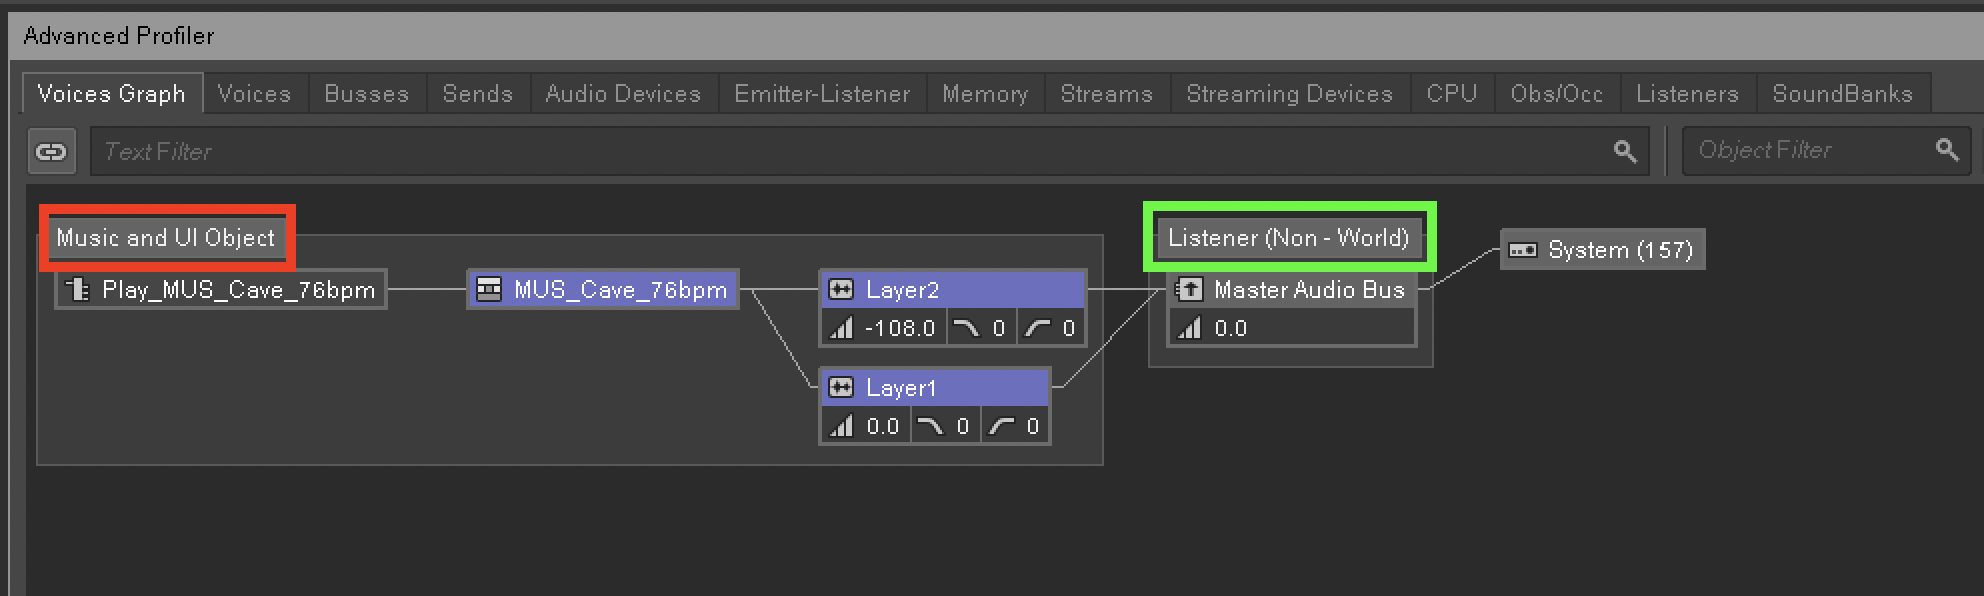 Advanced Profiler
Voices Graph Voices Busses Sends Audio Devices Emitter-Listener Memory Streams Streaming Devices CPU Obs/Occ Listeners SoundBanks
Text Filter Object Filter
Music and UI Object Listener (Non - World)
System (157)
Play_MUS_Cave_76bpm MUS_Cave_76bpm Layer2 Master Audio Bus
-108.0 0 0 0.0
Layer1
0.0 0 0